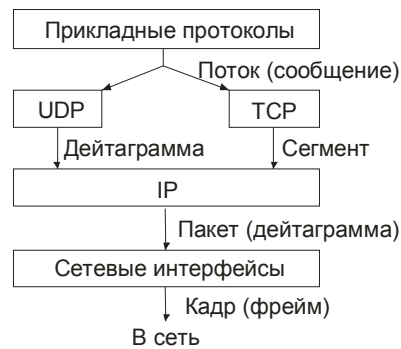 Прикладные протоколы
Поток (сообщение)
UDP
TCP
Дейтаграмма
Сегмент
IP
Пакет (дейтаграмма)
Сетевые интерфейсы
Кадр (фрейм)
В сеть